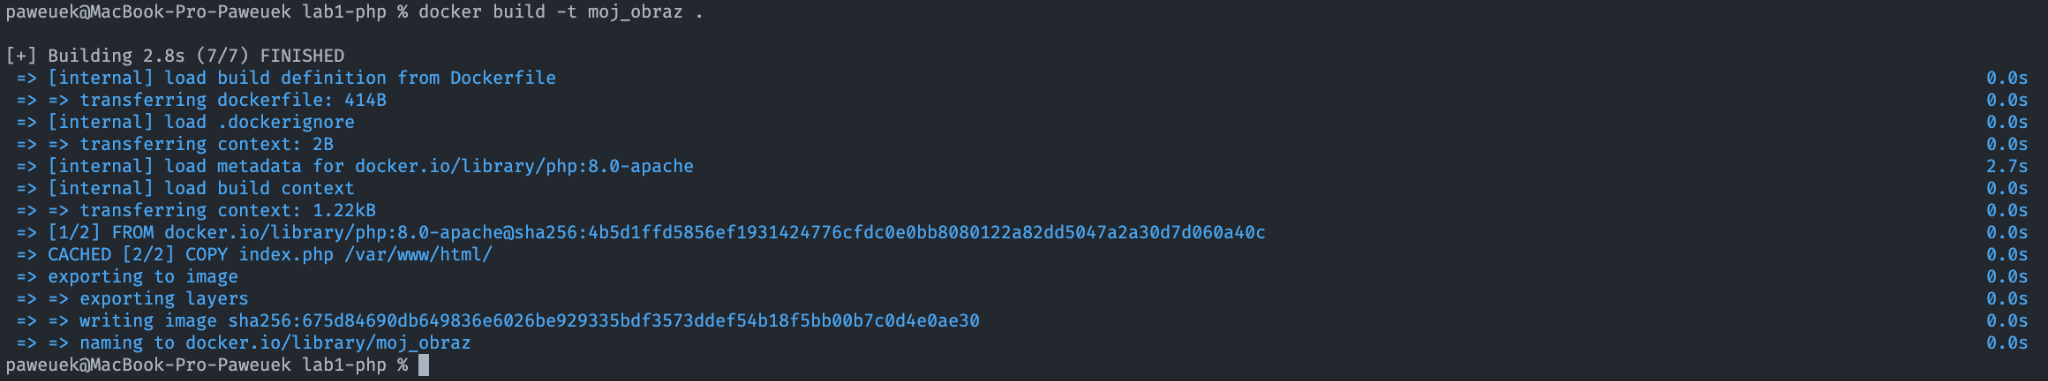 paweuek@MacBook-Pro-Paweuek lab1-php % docker build -t moj_obraz .
[+] Building 2.8s (7/7) FINISHED
=> [internal] load build definition from Dockerfile 0.0s
=> => transferring dockerfile: 414B 0.0s
=> [internal] load .dockerignore 0.0s
=> => transferring context: 2B 0.0s
=> [internal] load metadata for docker.io/library/php:8.0-apache 2.7s
=> [internal] load build context 0.0s
=> => transferring context: 1.22kB 0.0s
=> [1/2] FROM docker.io/library/php:8.0-apache@sha256:4b5d1ffd5856ef1931424776cfdc0e0bb8080122a82dd5047a2a30d7d060a40c 0.0s
=> CACHED [2/2] COPY index.php /var/www/html/ 0.0s
=> exporting to image 0.0s
=> => exporting layers 0.0s
=> => writing image sha256:675d84690db649836e6026be929335bdf3573ddef54b18f5bb00b7c0d4e0ae30 0.0s
=> => naming to docker.io/library/moj_obraz 0.0s
paweuek@MacBook-Pro-Paweuek lab1-php %